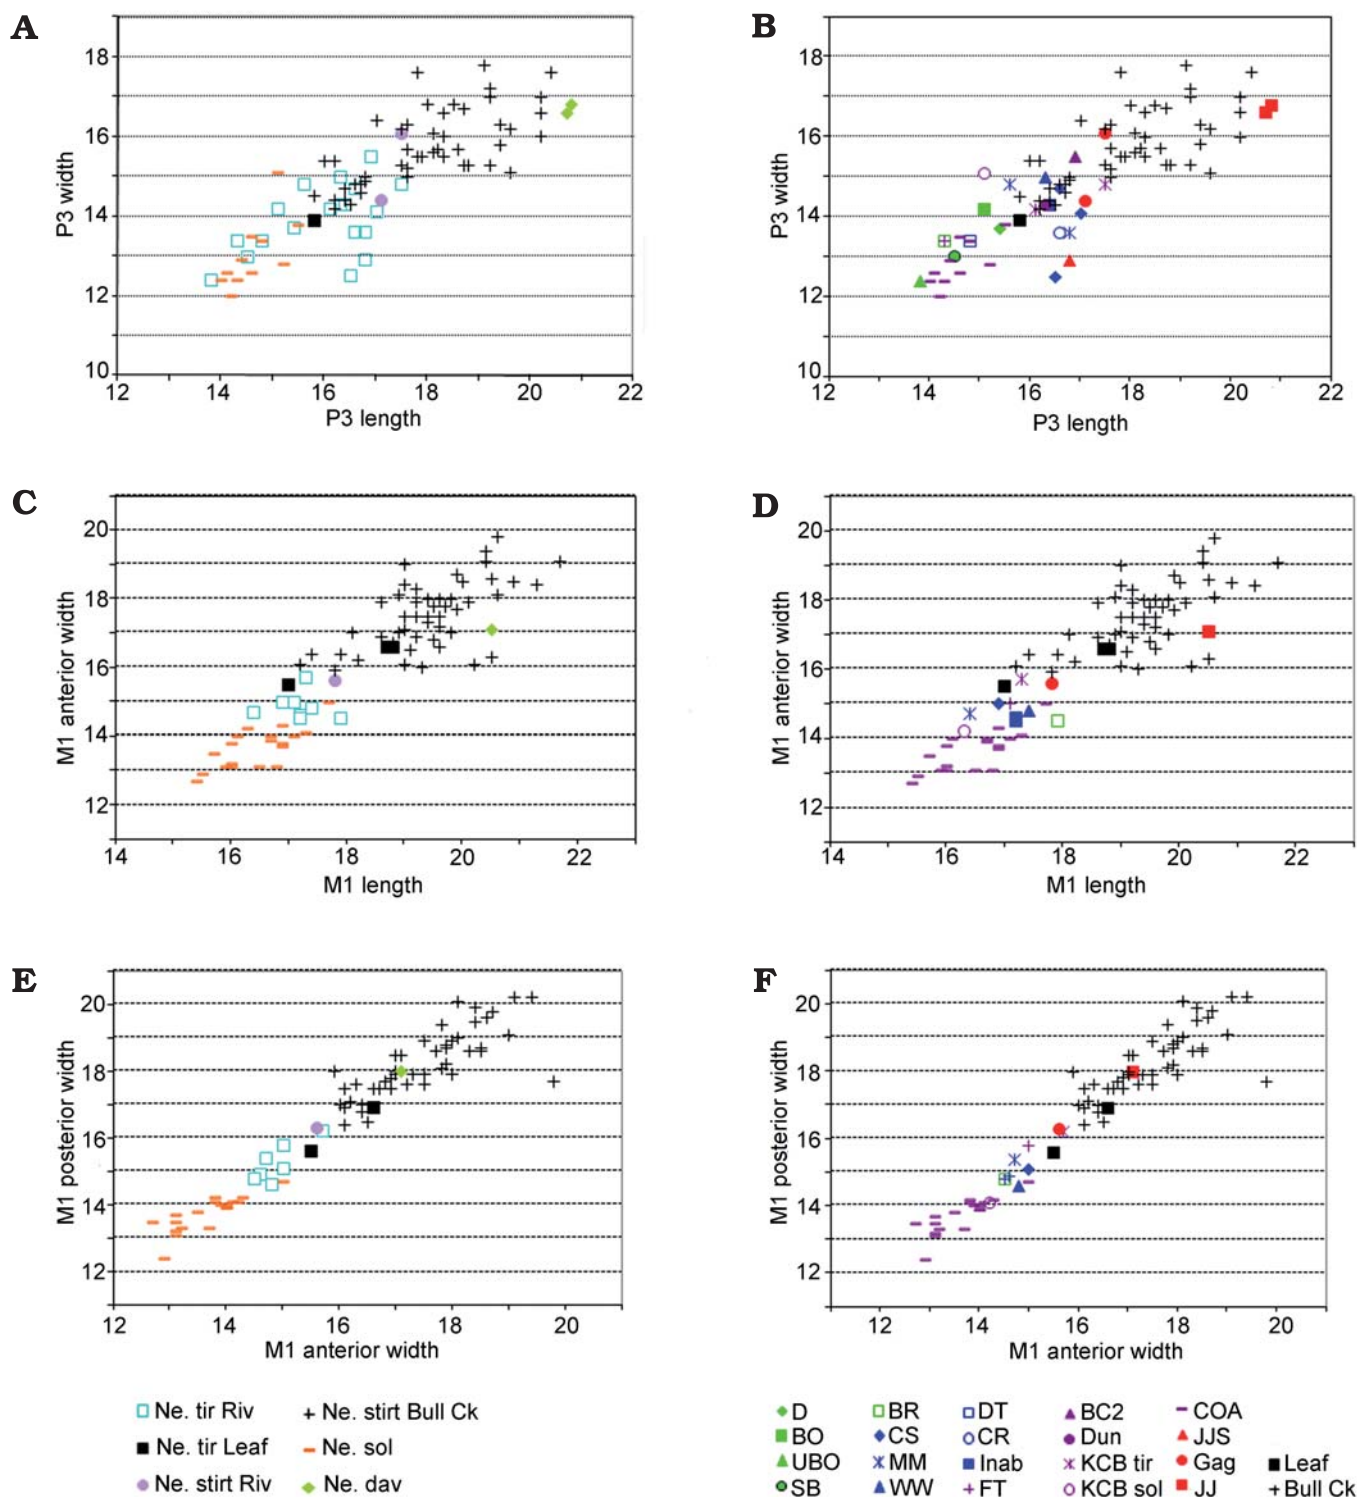 A
P3 width
18
16
14
12
10
12 14 16 18 20 22
P3 length
B
P3 width
18
16
14
12
10
12 14 16 18 20 22
P3 length
C
M1 anterior width
20
18
16
14
12
14 16 18 20 22
M1 length
D
M1 anterior width
20
18
16
14
12
14 16 18 20 22
M1 length
E
M1 posterior width
20
18
16
14
12
12 14 16 18 20
M1 anterior width
F
M1 posterior width
20
18
16
14
12
12 14 16 18 20
M1 anterior width
Ne. tir Riv
Ne. stirt Bull Ck
Ne. tir Leaf
Ne. sol
Ne. stirt Riv
Ne. dav
D BR DT BC2 COA
BO CS CR Dun JJS
UBO MM Inab KCB tir Gag Leaf
SB WW FT KCB sol JJ Bull Ck